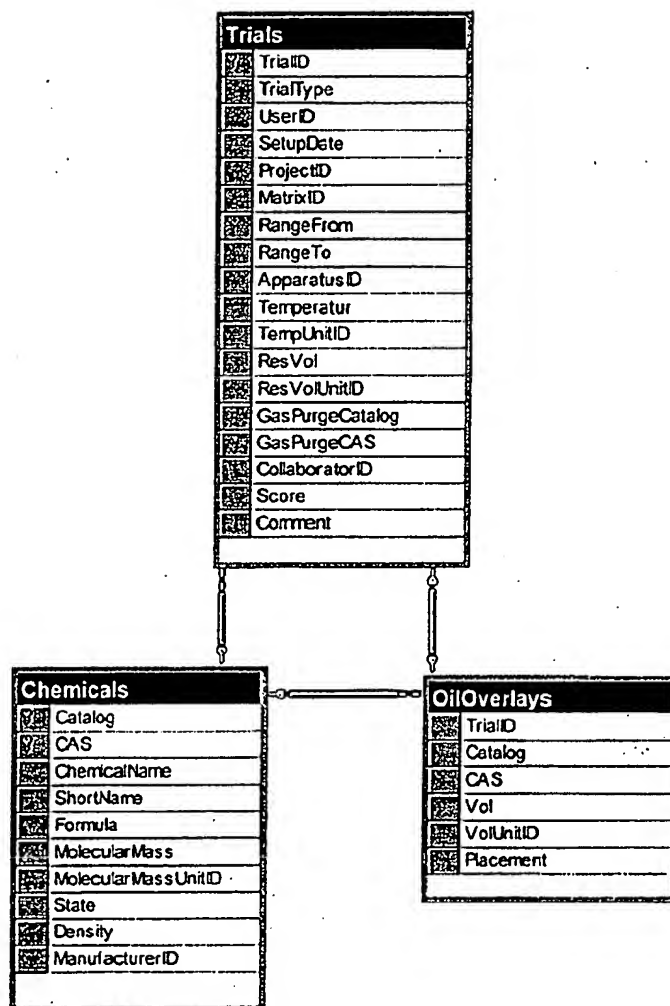 Trials
TrialID
TrialType
UserID
SetupDate
ProjectID
MatrixID
RangeFrom
RangeTo
ApparatusID
Temperatur
TempUnitID
ResVol
ResVolUnitID
GasPurgeCatalog
GasPurgeCAS
CollaboratorID
Score
Comment
Chemicals
Catalog
CAS
ChemicalName
ShortName
Formula
MolecularMass
MolecularMassUnitID
State
Density
ManufacturerID
OilOverlays
TrialID
Catalog
CAS
Vol
VolUnitID
Placement